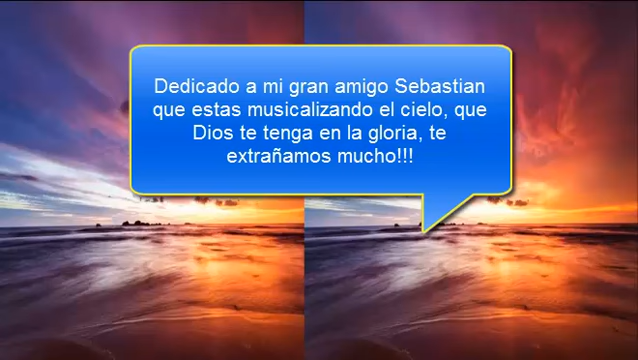 Dedicado a mi gran amigo Sebastian
que estas musicalizando el cielo, que
Dios te tenga en la gloria, te
extrañamos mucho!!!